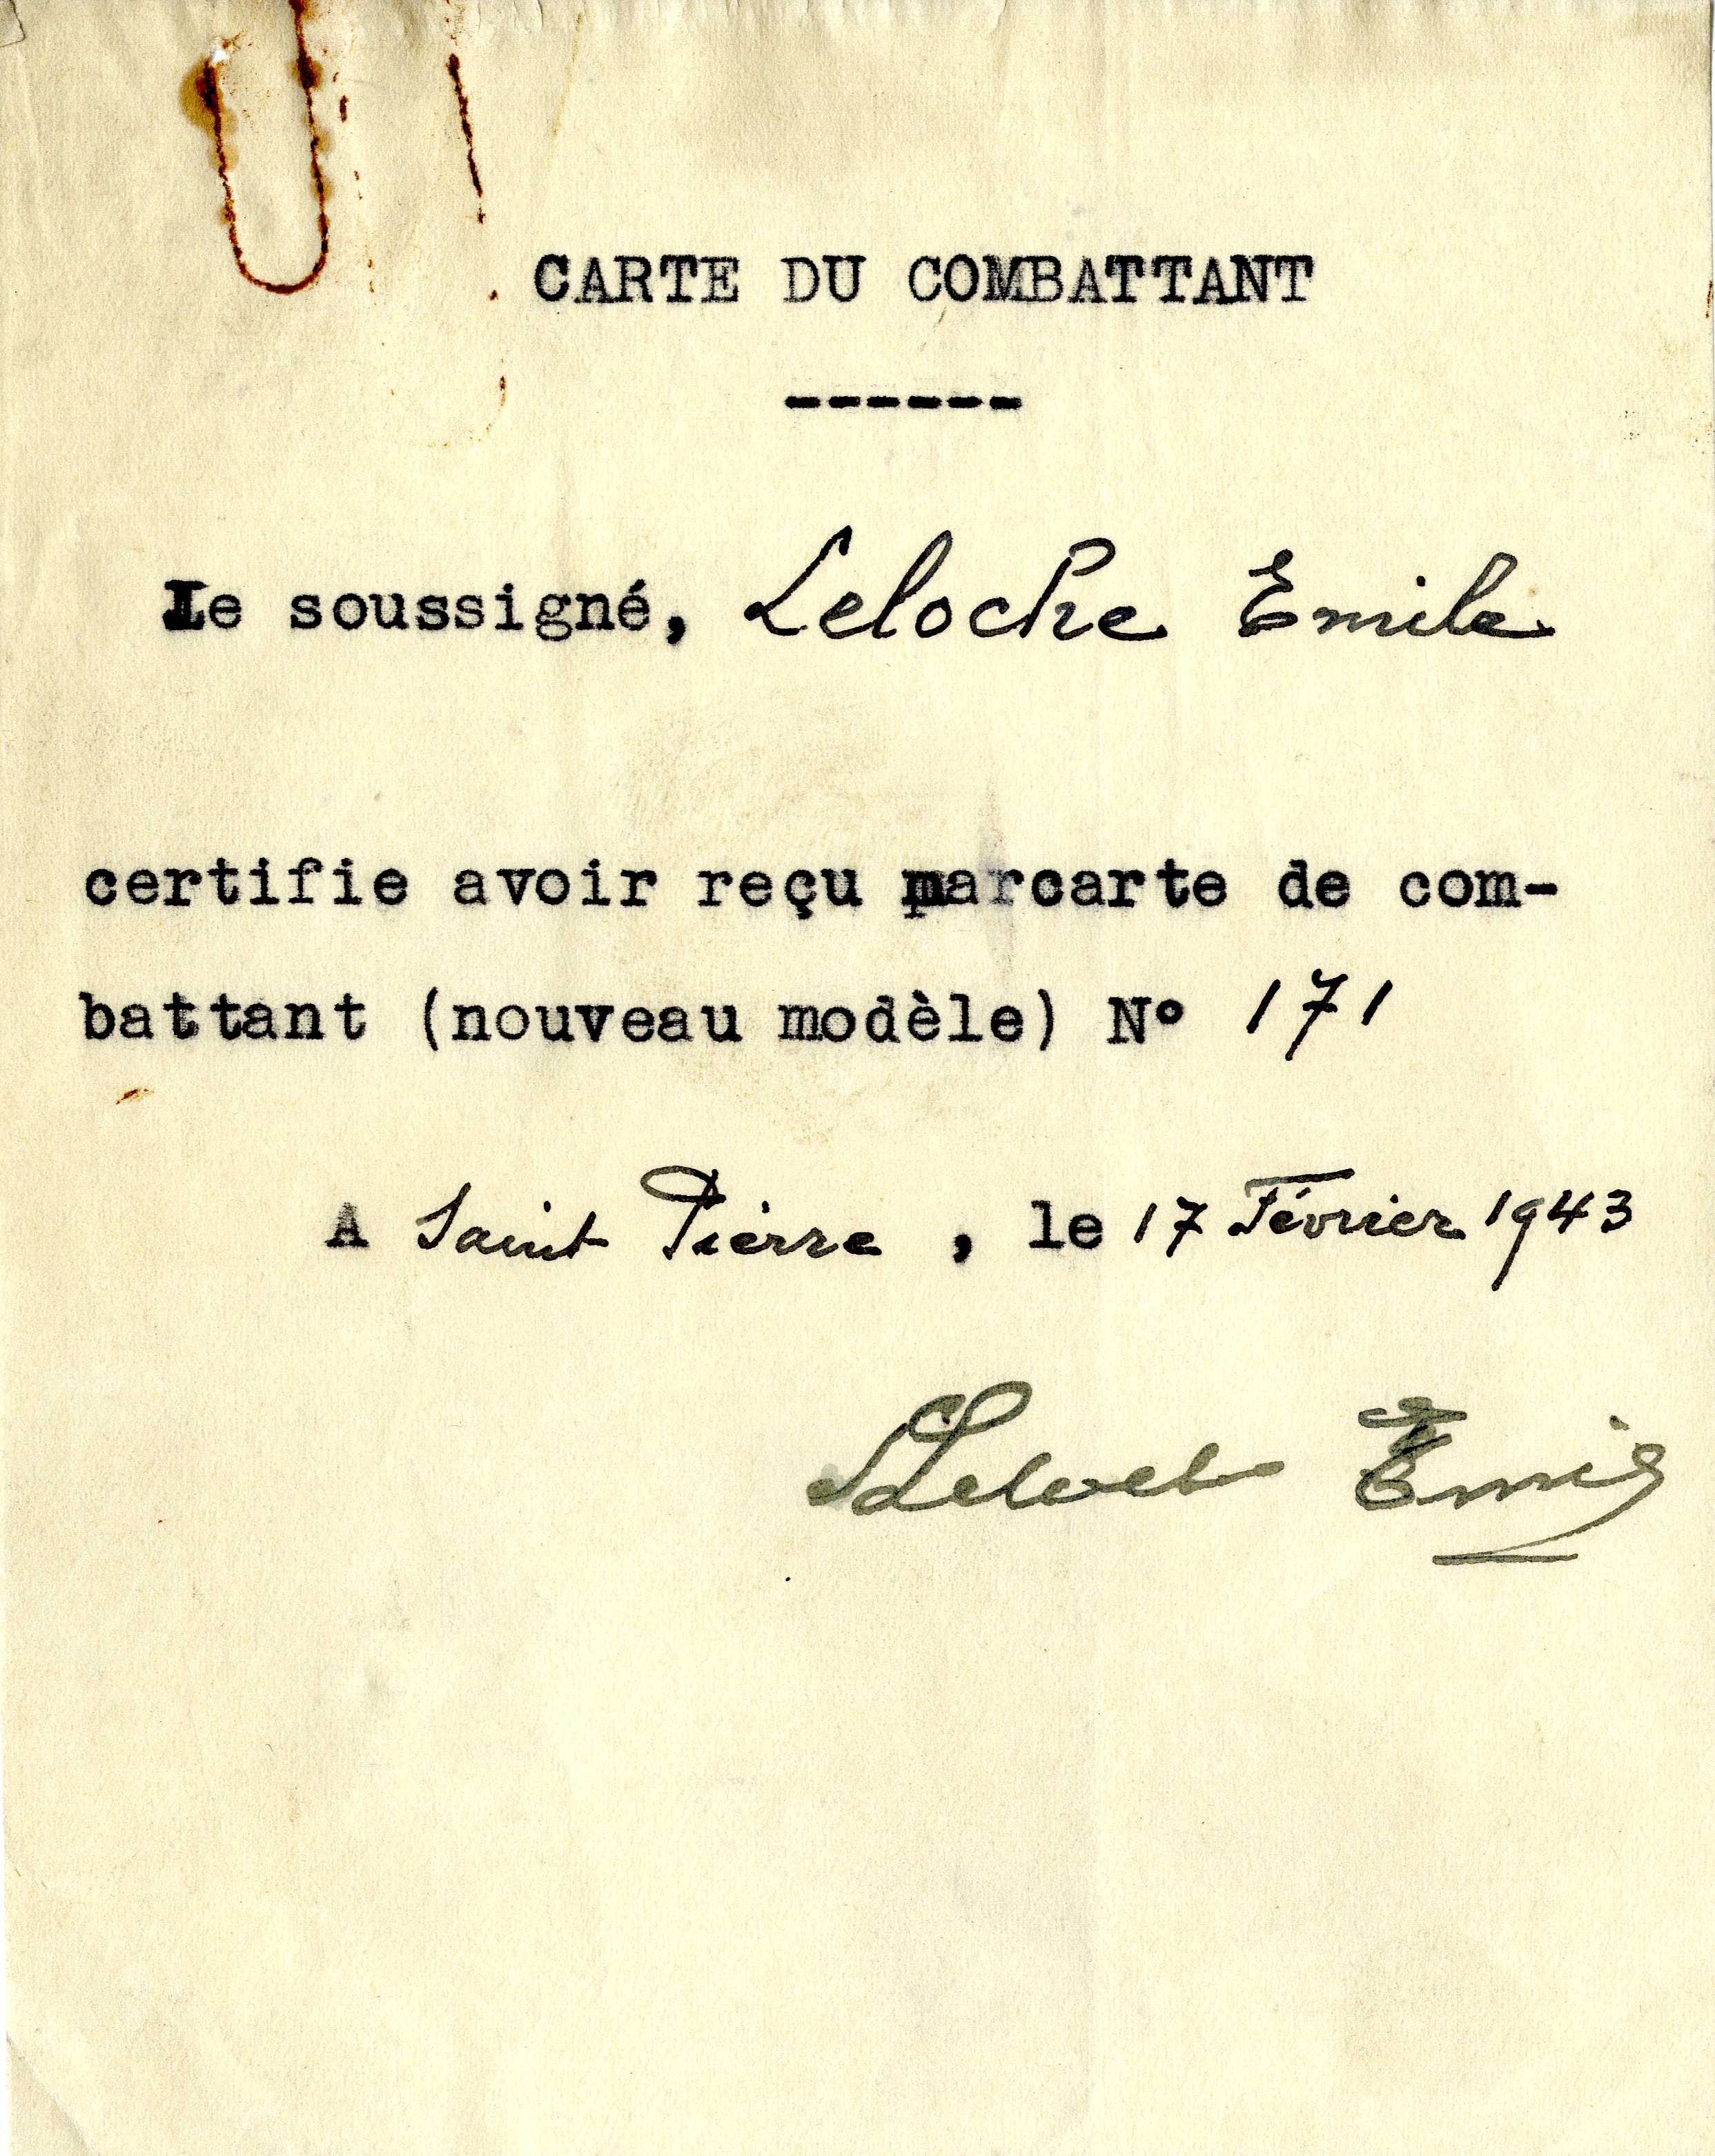 CARTE DU COMBATTANT
------
Le soussigné, Leloche Emile
certifie avoir reçu ma carte de com-
battant (nouveau modèle) N° 171
A Saint Pierre, le 17 Février 1943
Leloche Emile